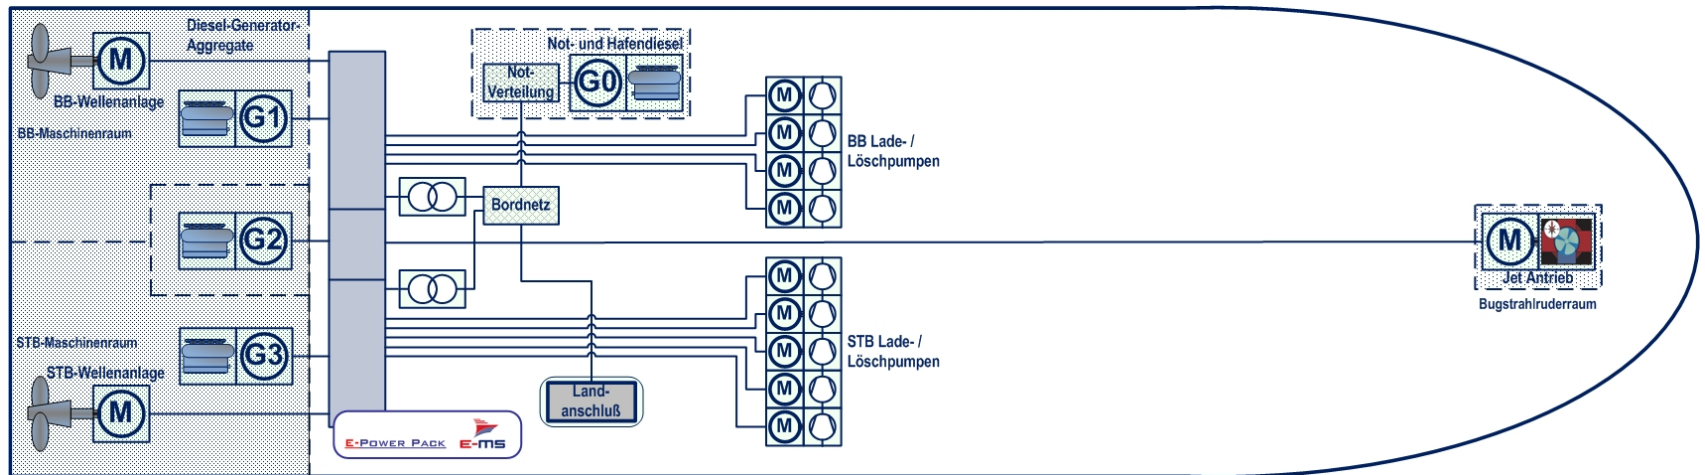 Diesel-Generator-
Aggregate
M
BB-Wellenanlage
G1
BB-Maschinenraum
Not- und Hafendiesel
Not-
Verteilung
G0
M
M
M
M
BB Lade- /
Löschpumpen
Bordnetz
G2
M
Jet Antrieb
Bugstrahlruderraum
M
M
M
M
M
STB Lade- /
Löschpumpen
STB-Maschinenraum
G3
STB-Wellenanlage
M
Land-
anschluß
E-Power Pack
E-MS